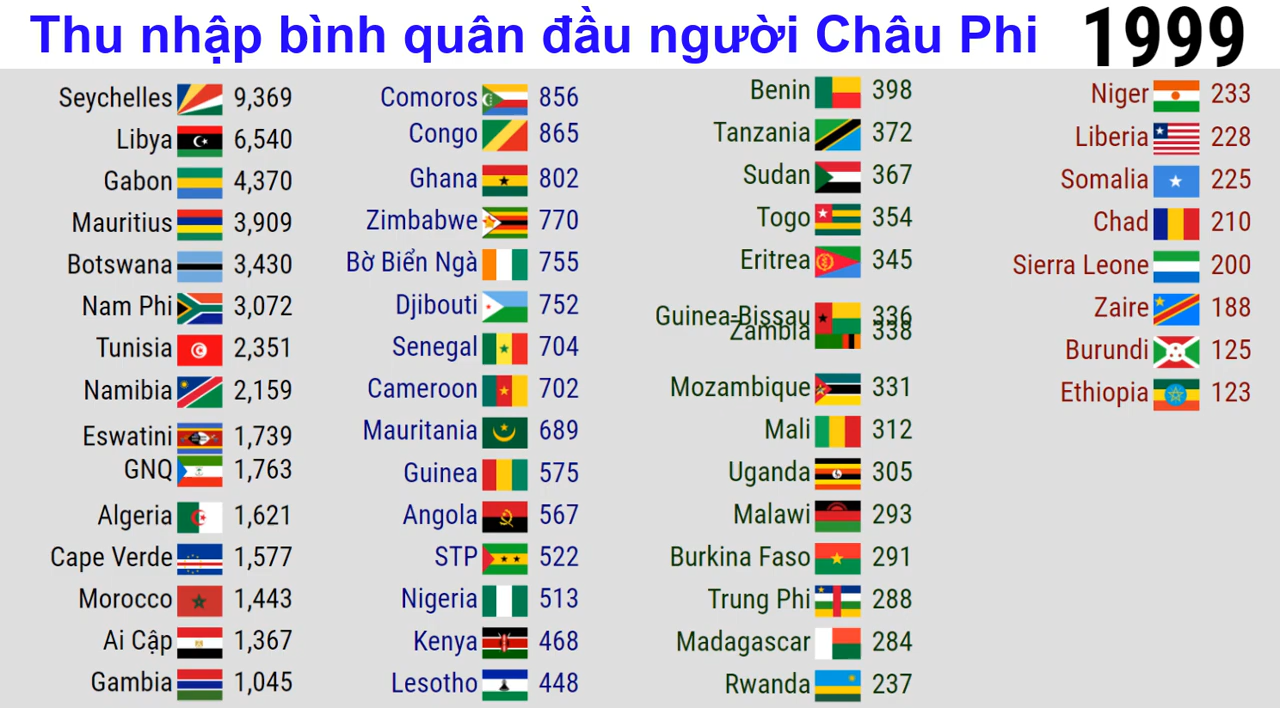 Thu nhập bình quân đầu người Châu Phi 1999
Seychelles 9,369
Libya 6,540
Gabon 4,370
Mauritius 3,909
Botswana 3,430
Nam Phi 3,072
Tunisia 2,351
Namibia 2,159
Eswatini 1,739
GNQ 1,763
Algeria 1,621
Cape Verde 1,577
Morocco 1,443
Ai Cập 1,367
Gambia 1,045
Comoros 856
Congo 865
Ghana 802
Zimbabwe 770
Bờ Biển Ngà 755
Djibouti 752
Senegal 704
Cameroon 702
Mauritania 689
Guinea 575
Angola 567
STP 522
Nigeria 513
Kenya 468
Lesotho 448
Benin 398
Tanzania 372
Sudan 367
Togo 354
Eritrea 345
Guinea-Bissau 336
Zambia 338
Mozambique 331
Mali 312
Uganda 305
Malawi 293
Burkina Faso 291
Trung Phi 288
Madagascar 284
Rwanda 237
Niger 233
Liberia 228
Somalia 225
Chad 210
Sierra Leone 200
Zaire 188
Burundi 125
Ethiopia 123